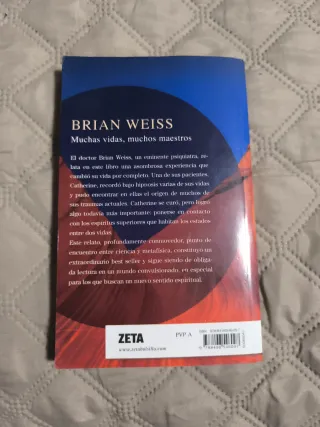 BRIAN WEISS
Muchas vidas, muchos maestros
El doctor Brian Weiss, un eminente psiquiatra, re-
lata en este libro una asombrosa experiencia que
cambió su vida por completo. Una de sus pacientes,
Catherine, recordó bajo hipnosis varias de sus vidas
y pudo encontrar en ellas el origen de muchos de
sus traumas actuales. Catherine se curó, pero logró
algo todavía más importante: ponerse en contacto
con los espíritus superiores que habitan los estados
entre dos vidas.
Este relato, profundamente conmovedor, punto de
encuentro entre ciencia y metafísica, constituyó un
extraordinario best seller y sigue siendo de obliga-
da lectura en un mundo convulsionado, en especial
para los que buscan un nuevo sentido espiritual.
ZETA
PVP A